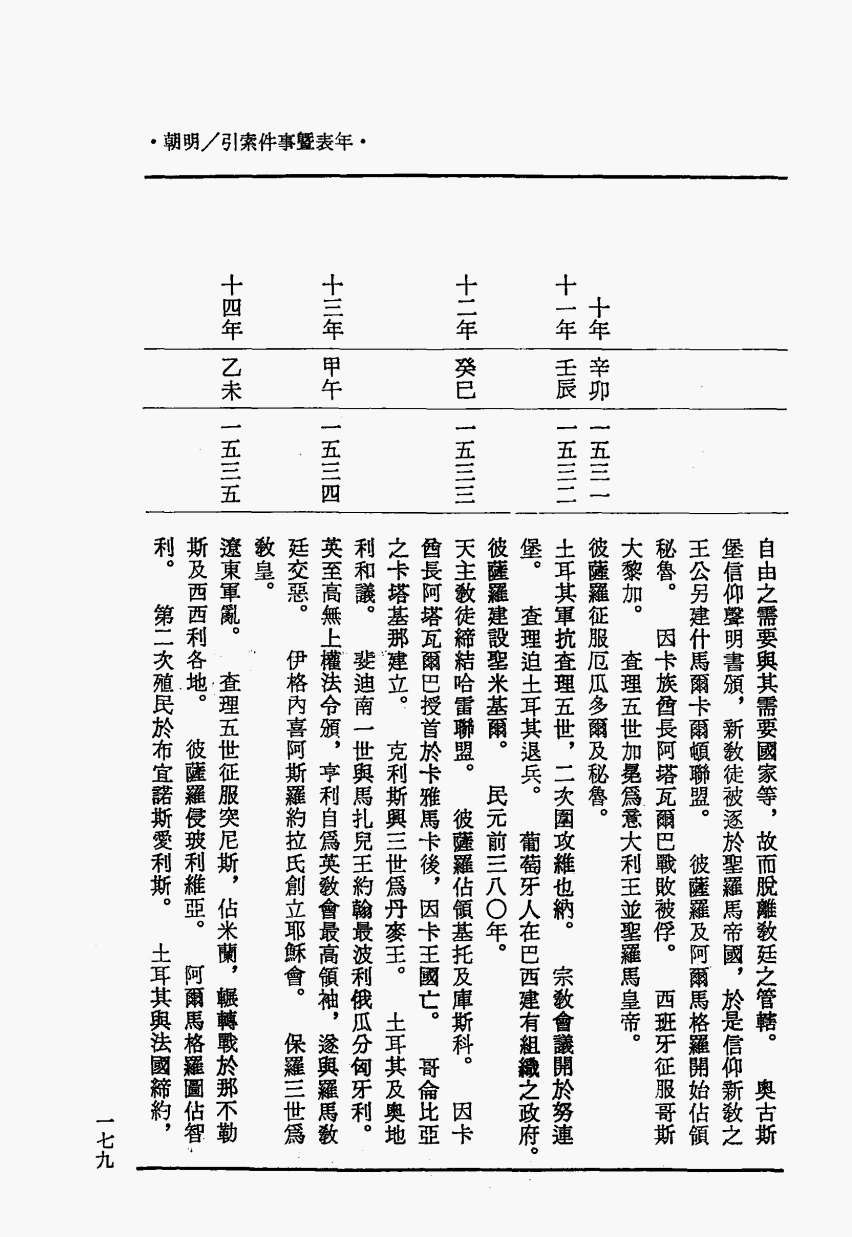 ·年表暨事件索引／明朝·
自由之需要與其需要國家等，故而脫離敎廷之管轄。　奧古斯
堡信仰聲明書頒，新敎徒被逐於聖羅馬帝國，於是信仰新敎之
王公另建什馬爾卡爾頓聯盟。　彼薩羅及阿爾馬格羅開始佔領
秘魯。　因卡族酋長阿塔瓦爾巴戰敗被俘。　西班牙征服哥斯
大黎加。　查理五世加冕爲意大利王並聖羅馬皇帝。
十年　辛卯　一五三一　彼薩羅征服厄瓜多爾及秘魯。
十一年　壬辰　一五三二　土耳其軍抗查理五世，二次圍攻維也納。　宗敎會議開於努連
堡。　查理迫土耳其退兵。　葡萄牙人在巴西建有組織之政府。
彼薩羅建設聖米基爾。　民元前三八〇年。
十二年　癸巳　一五三三　天主敎徒締結哈雷聯盟。　彼薩羅佔領基托及庫斯科。　因卡
酋長阿塔瓦爾巴授首於卡雅馬卡後，因卡王國亡。　哥侖比亞
之卡塔基那建立。　克利斯興三世爲丹麥王。　土耳其及奧地
利和議。　斐迪南一世與馬扎兒王約翰最波利俄瓜分匈牙利。
十三年　甲午　一五三四　英至高無上權法令頒，亨利自爲英敎會最高領袖，遂與羅馬敎
廷交惡。　伊格內喜阿斯羅約拉氏創立耶穌會。　保羅三世爲
敎皇。
十四年　乙未　一五三五　遼東軍亂。　查理五世征服突尼斯，佔米蘭，輾轉戰於那不勒
斯及西西利各地。　彼薩羅侵玻利維亞。　阿爾馬格羅圖佔智
利。　第二次殖民於布宜諾斯愛利斯。　土耳其與法國締約，
一七九